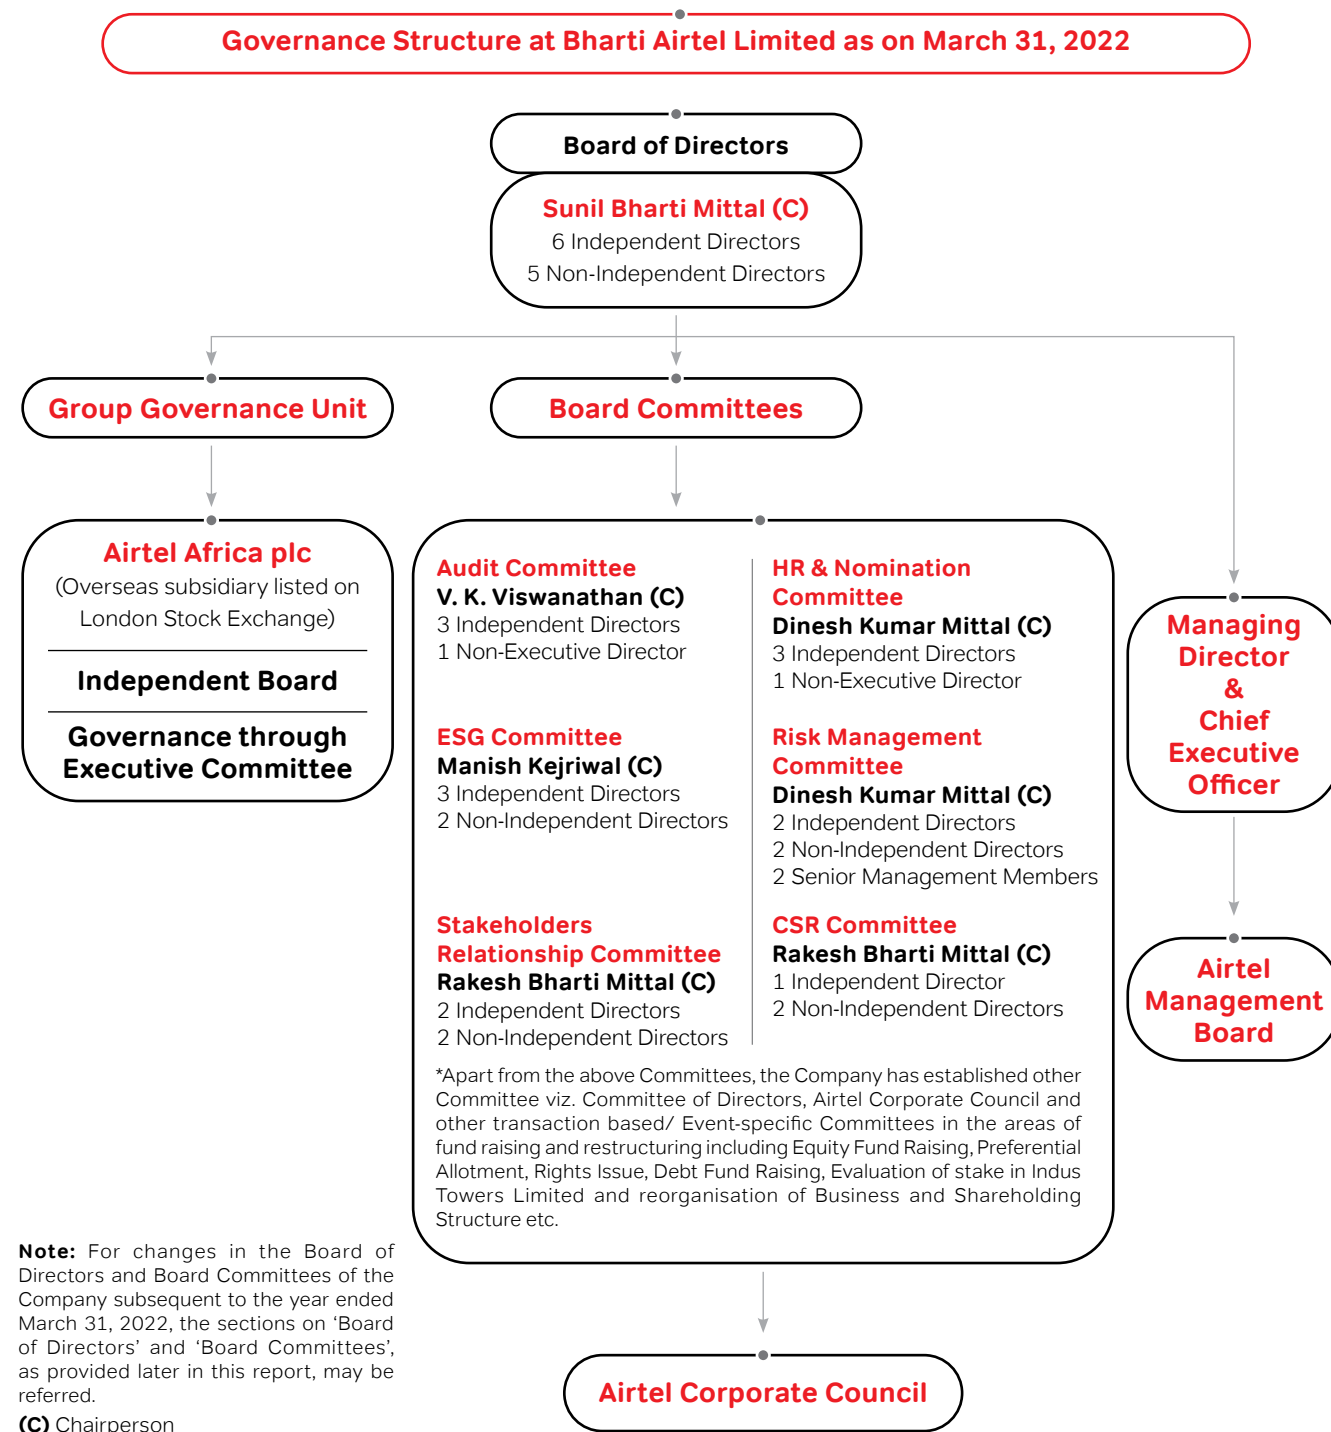 Governance Structure at Bharti Airtel Limited as on March 31, 2022
Board of Directors
Sunil Bharti Mittal (C)
6 Independent Directors
5 Non-Independent Directors
Group Governance Unit
Board Committees
Airtel Africa plc
(Overseas subsidiary listed on
London Stock Exchange)
Independent Board
Governance through
Executive Committee
Audit Committee
V. K. Viswanathan (C)
3 Independent Directors
1 Non-Executive Director
ESG Committee
Manish Kejriwal (C)
3 Independent Directors
2 Non-Independent Directors
Stakeholders
Relationship Committee
Rakesh Bharti Mittal (C)
2 Independent Directors
2 Non-Independent Directors
HR & Nomination
Committee
Dinesh Kumar Mittal (C)
3 Independent Directors
1 Non-Executive Director
Risk Management
Committee
Dinesh Kumar Mittal (C)
2 Independent Directors
2 Non-Independent Directors
2 Senior Management Members
CSR Committee
Rakesh Bharti Mittal (C)
1 Independent Director
2 Non-Independent Directors
*Apart from the above Committees, the Company has established other
Committee viz. Committee of Directors, Airtel Corporate Council and
other transaction based/ Event-specific Committees in the areas of
fund raising and restructuring including Equity Fund Raising, Preferential
Allotment, Rights Issue, Debt Fund Raising, Evaluation of stake in Indus
Towers Limited and reorganisation of Business and Shareholding
Structure etc.
Managing
Director
&
Chief
Executive
Officer
Airtel
Management
Board
Airtel Corporate Council
Note: For changes in the Board of
Directors and Board Committees of the
Company subsequent to the year ended
March 31, 2022, the sections on ‘Board
of Directors’ and ‘Board Committees’,
as provided later in this report, may be
referred.
(C) Chairperson